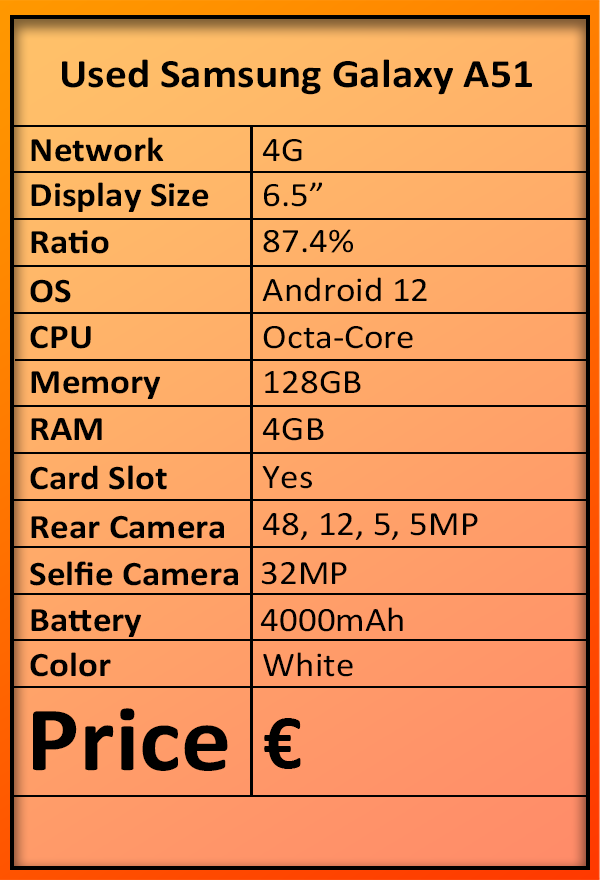 Used Samsung Galaxy A51
Network 4G
Display Size 6.5”
Ratio 87.4%
OS Android 12
CPU Octa-Core
Memory 128GB
RAM 4GB
Card Slot Yes
Rear Camera 48, 12, 5, 5MP
Selfie Camera 32MP
Battery 4000mAh
Color White
Price €